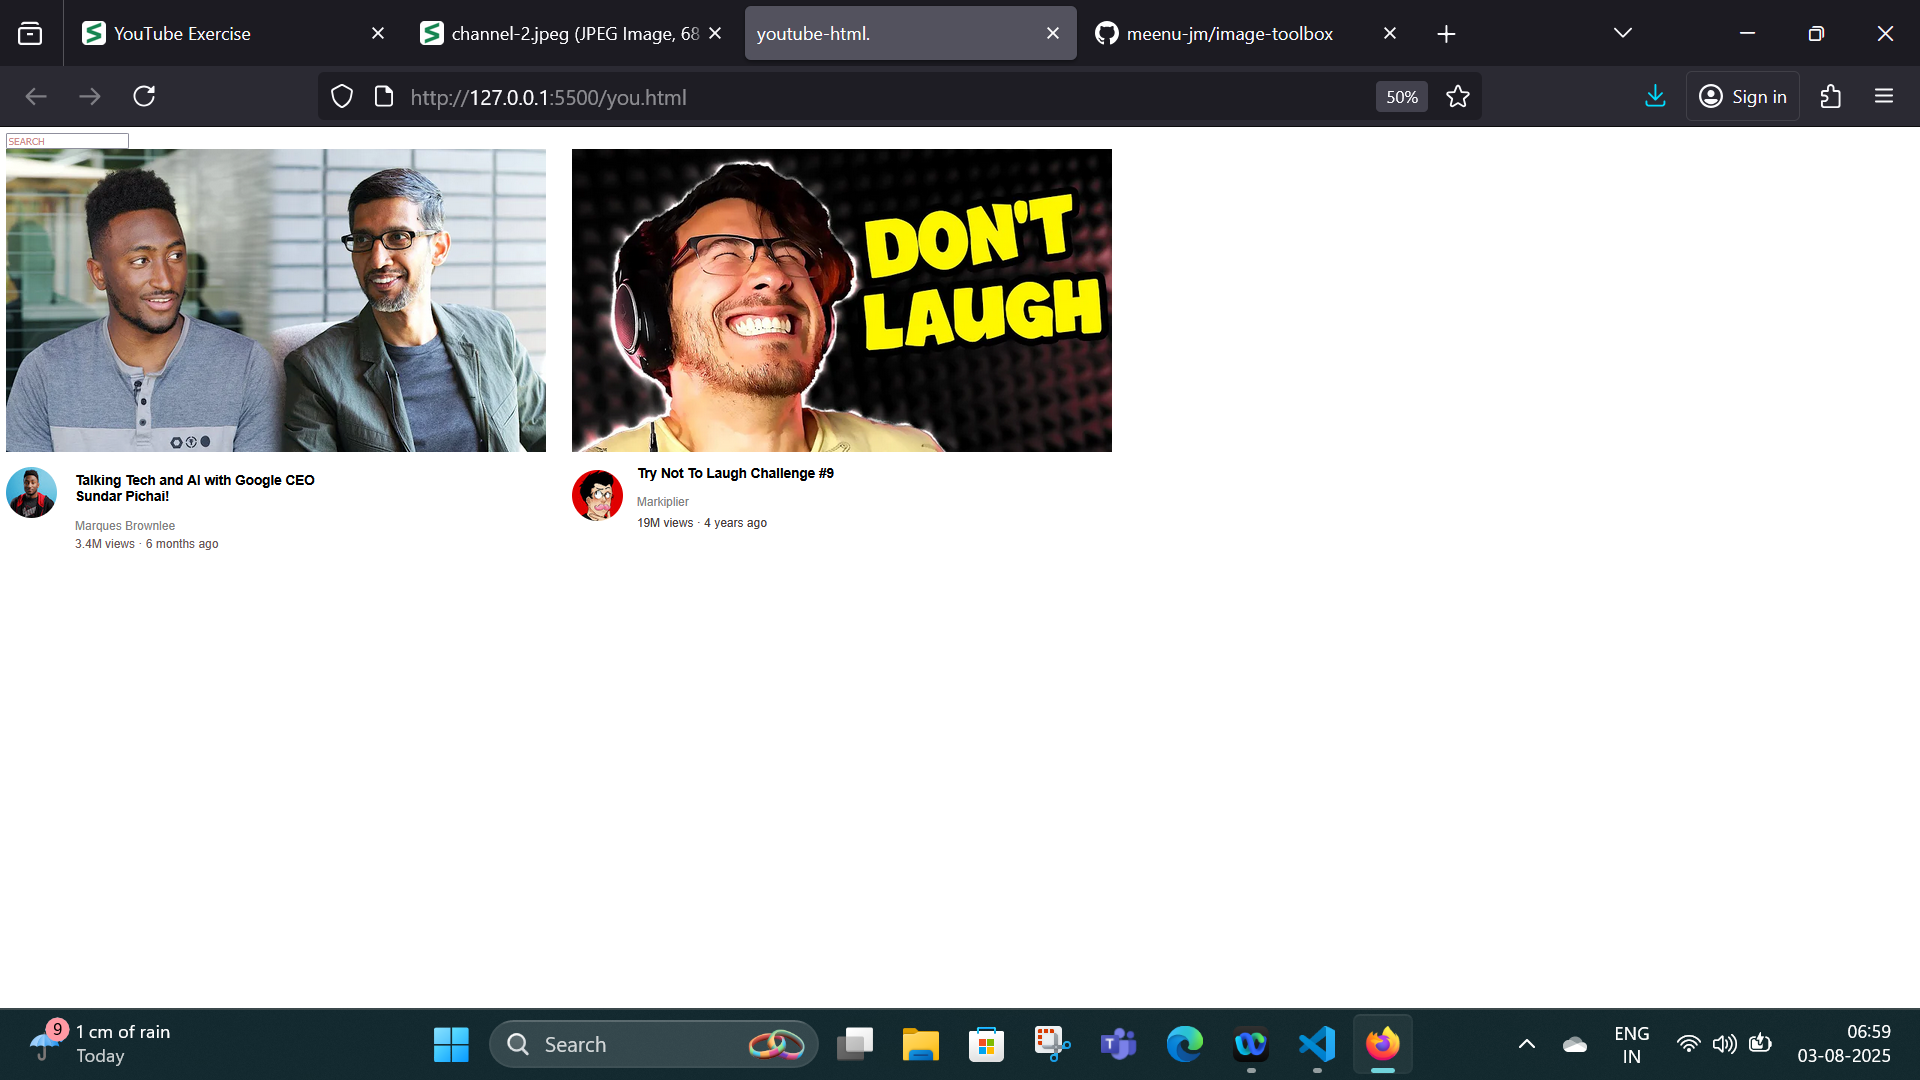 YouTube Exercise
channel-2.jpeg (JPEG Image, 68
youtube-html.
meenu-jm/image-toolbox
http://127.0.0.1:5500/you.html
50%
Sign in
SEARCH
DON'T
LAUGH
Talking Tech and AI with Google CEO
Sundar Pichai!
Marques Brownlee
3.4M views · 6 months ago
Try Not To Laugh Challenge #9
Markiplier
19M views · 4 years ago
9
1 cm of rain
Today
Search
ENG
IN
06:59
03-08-2025